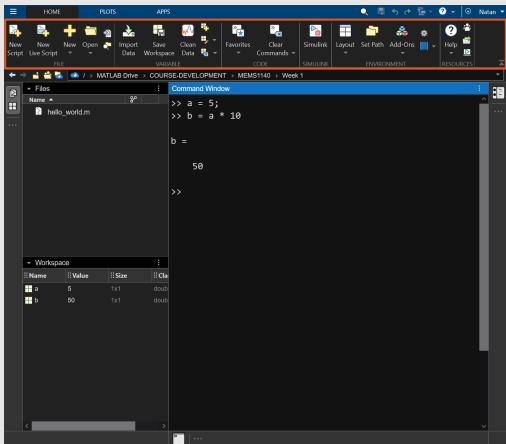 HOME PLOTS APPS Natan
New Script New Live Script New Open Import Data Save Workspace Clean Data Favorites Clear Commands Simulink Layout Set Path Add-Ons Help
FILE VARIABLE CODE SIMULINK ENVIRONMENT RESOURCES
/ > MATLAB Drive > COURSE-DEVELOPMENT > MEMS1140 > Week 1
Files
Name
hello_world.m
Command Window
>> a = 5;
>> b = a * 10
b =
50
>>
Workspace
Name Value Size Cla
a 5 1x1 doub
b 50 1x1 doub